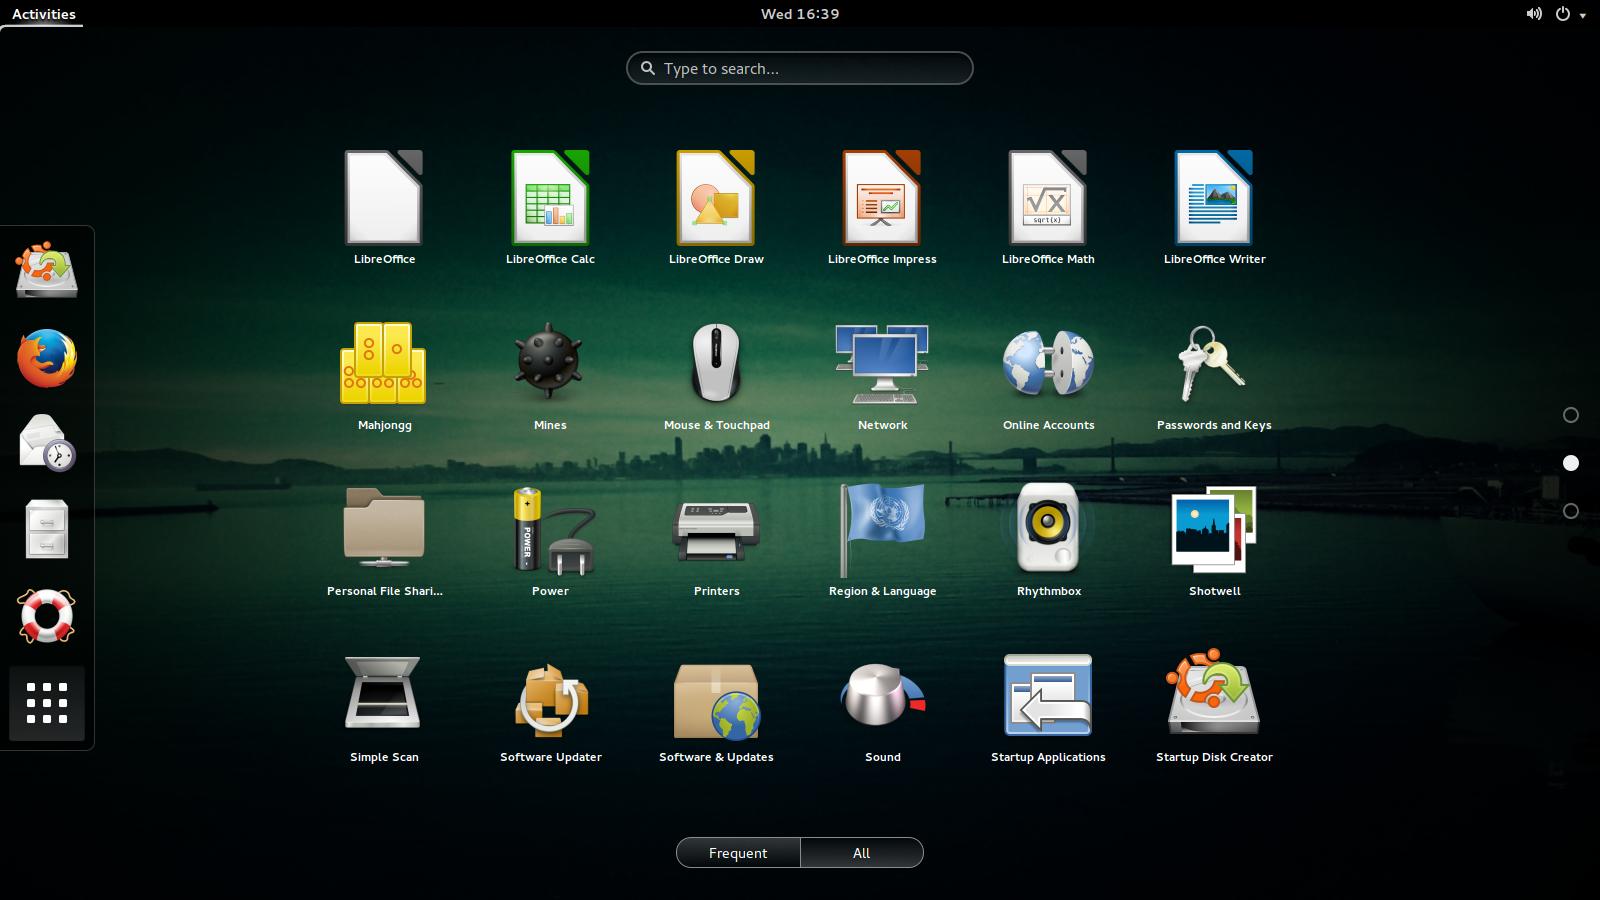 Activities
Wed 16:39
Type to search...
LibreOffice
LibreOffice Calc
LibreOffice Draw
LibreOffice Impress
√x
sqrt(x)
LibreOffice Math
LibreOffice Writer
Mahjongg
Mines
Mouse & Touchpad
Network
Online Accounts
Passwords and Keys
POWER
Personal File Shari...
Power
Printers
Region & Language
Rhythmbox
Shotwell
Simple Scan
Software Updater
Software & Updates
Sound
Startup Applications
Startup Disk Creator
Frequent
All